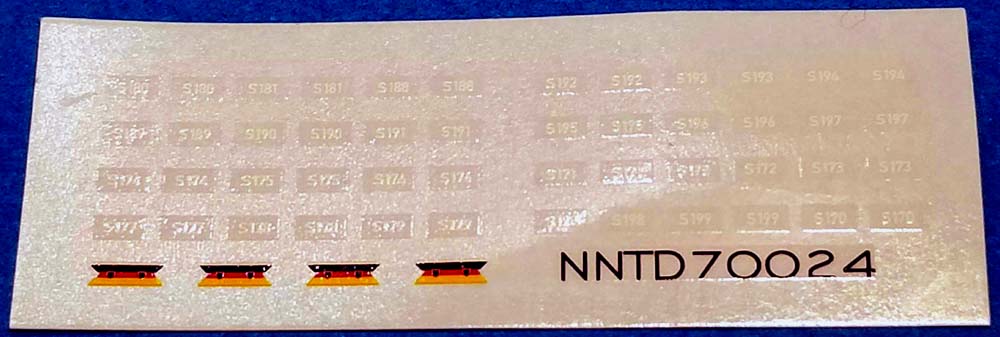 S180 S180 S181 S181 S188 S188 S192 S192 S193 S193 S194 S194
S189 S190 S190 S191 S191 S195 S175 S196 S196 S197 S197
S174 S174 S175 S175 S174 S174 S171 S172 S173
S177 S177 S179 S198 S199 S199 S170 S170
NNTD70024